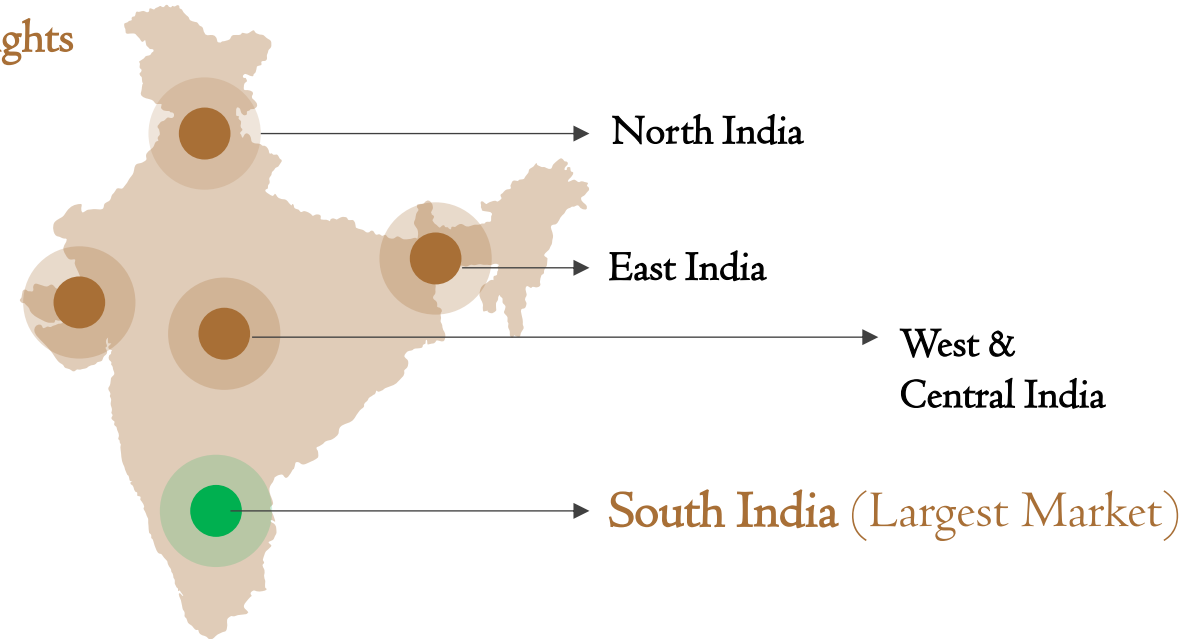 ghts
North India
East India
West &
Central India
South India (Largest Market)